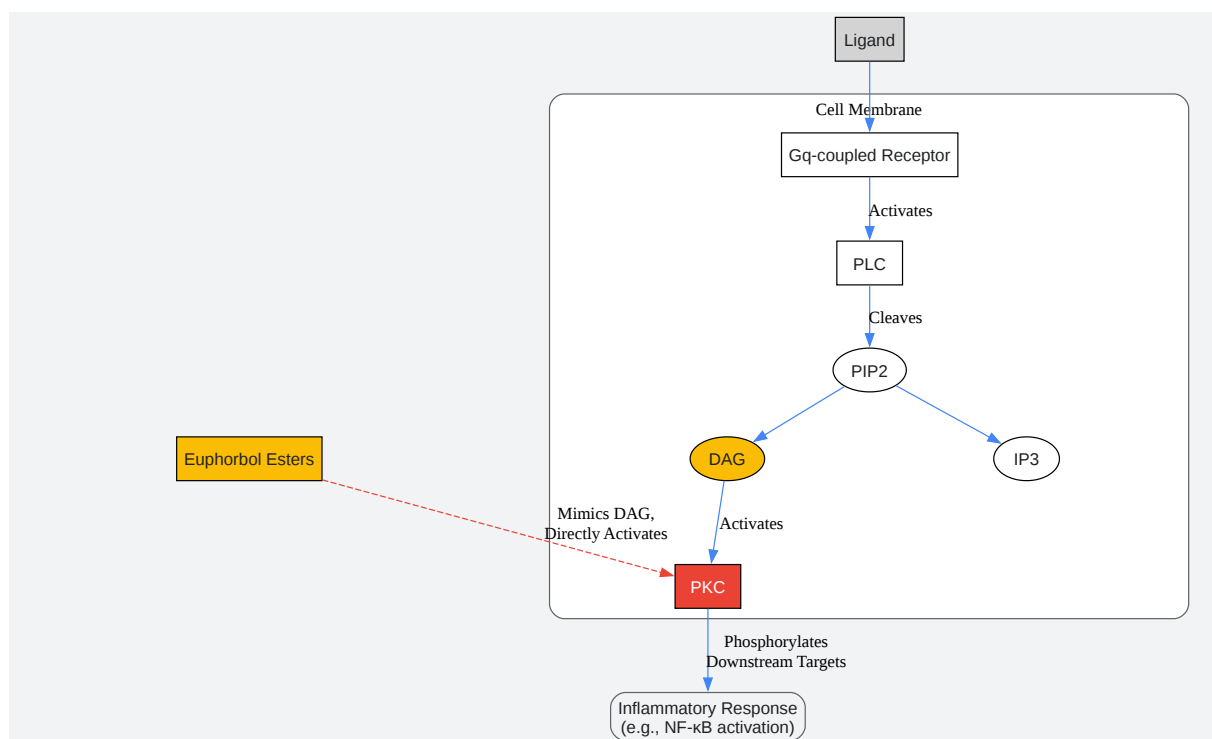 Ligand
Cell Membrane
Gq-coupled Receptor
Activates
PLC
Cleaves
PIP2
Euphorbol Esters
DAG
IP3
Mimics DAG,
Directly Activates
Activates
PKC
Phosphorylates
Downstream Targets
Inflammatory Response
(e.g., NF-κB activation)